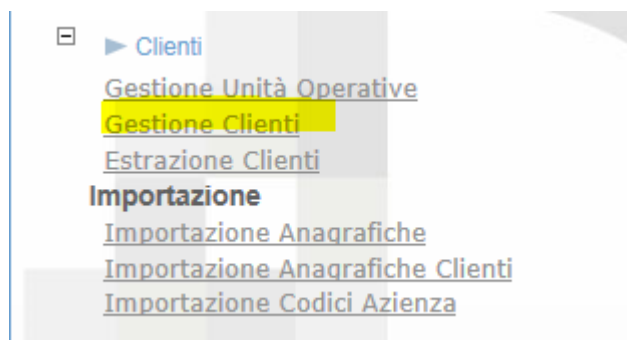 Clienti
Gestione Unità Operative
Gestione Clienti
Estrazione Clienti
Importazione
Importazione Anagrafiche
Importazione Anagrafiche Clienti
Importazione Codici Azienza